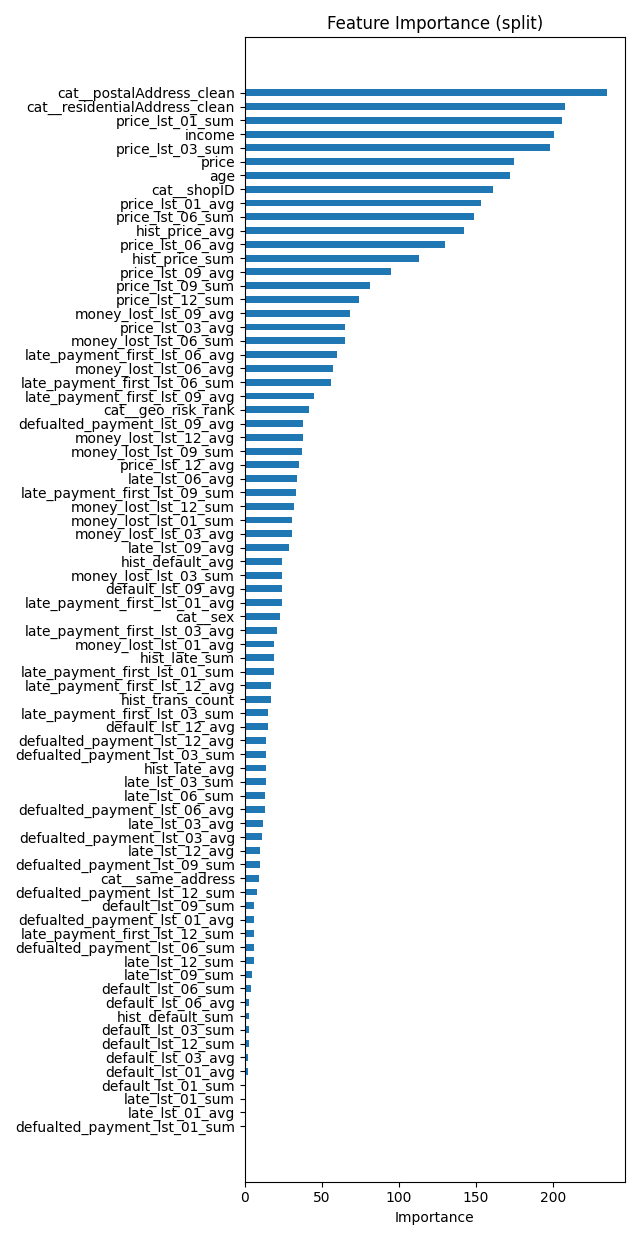 Feature Importance (split)
cat__postalAddress_clean
cat__residentialAddress_clean
price_lst_01_sum
income
price_lst_03_sum
price
age
cat__shopID
price_lst_01_avg
price_lst_06_sum
hist_price_avg
price_lst_06_avg
hist_price_sum
price_lst_09_avg
price_lst_09_sum
price_lst_12_sum
money_lost_lst_09_avg
price_lst_03_avg
money_lost_lst_06_sum
late_payment_first_lst_06_avg
money_lost_lst_06_avg
late_payment_first_lst_06_sum
late_payment_first_lst_09_avg
cat__geo_risk_rank
defualted_payment_lst_09_avg
money_lost_lst_12_avg
money_lost_lst_09_sum
price_lst_12_avg
late_lst_06_avg
late_payment_first_lst_09_sum
money_lost_lst_12_sum
money_lost_lst_01_sum
money_lost_lst_03_avg
late_lst_09_avg
hist_default_avg
money_lost_lst_03_sum
default_lst_09_avg
late_payment_first_lst_01_avg
cat__sex
late_payment_first_lst_03_avg
money_lost_lst_01_avg
hist_late_sum
late_payment_first_lst_01_sum
late_payment_first_lst_12_avg
hist_trans_count
late_payment_first_lst_03_sum
default_lst_12_avg
defualted_payment_lst_12_avg
defualted_payment_lst_03_sum
hist_late_avg
late_lst_03_sum
late_lst_06_sum
defualted_payment_lst_06_avg
late_lst_03_avg
defualted_payment_lst_03_avg
late_lst_12_avg
defualted_payment_lst_09_sum
cat__same_address
defualted_payment_lst_12_sum
default_lst_09_sum
defualted_payment_lst_01_avg
late_payment_first_lst_12_sum
defualted_payment_lst_06_sum
late_lst_12_sum
late_lst_09_sum
default_lst_06_sum
default_lst_06_avg
hist_default_sum
default_lst_03_sum
default_lst_12_sum
default_lst_03_avg
default_lst_01_avg
default_lst_01_sum
late_lst_01_sum
late_lst_01_avg
defualted_payment_lst_01_sum
0 50 100 150 200
Importance